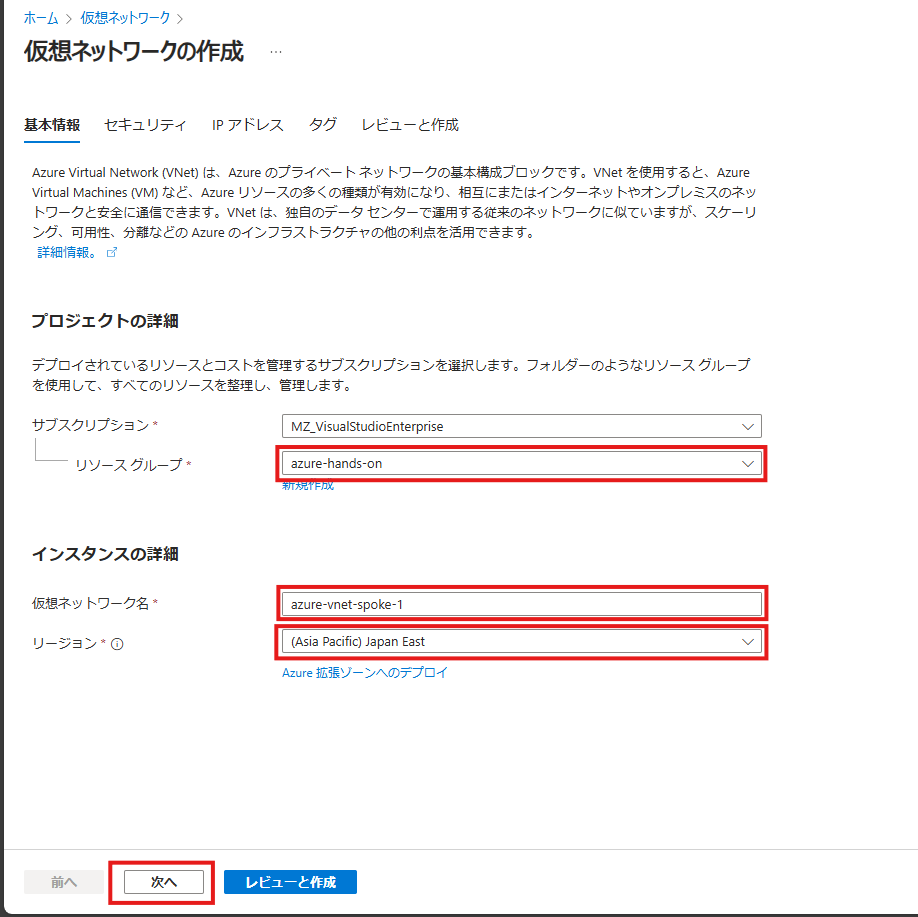 ホーム > 仮想ネットワーク >
仮想ネットワークの作成 ...
基本情報 セキュリティ IP アドレス タグ レビューと作成
Azure Virtual Network (VNet) は、Azure のプライベート ネットワークの基本構成ブロックです。VNet を使用すると、Azure
Virtual Machines (VM) など、Azure リソースの多くの種類が有効になり、相互にまたはインターネットやオンプレミスのネッ
トワークと安全に通信できます。VNet は、独自のデータ センターで運用する従来のネットワークに似ていますが、スケーリ
ング、可用性、分離などの Azure のインフラストラクチャの他の利点を活用できます。
詳細情報。
プロジェクトの詳細
デプロイされているリソースとコストを管理するサブスクリプションを選択します。フォルダーのようなリソース グループ
を使用して、すべてのリソースを整理し、管理します。
サブスクリプション * MZ_VisualStudioEnterprise
リソース グループ * azure-hands-on
新規作成
インスタンスの詳細
仮想ネットワーク名 * azure-vnet-spoke-1
リージョン * (Asia Pacific) Japan East
Azure 拡張ゾーンへのデプロイ
前へ 次へ レビューと作成